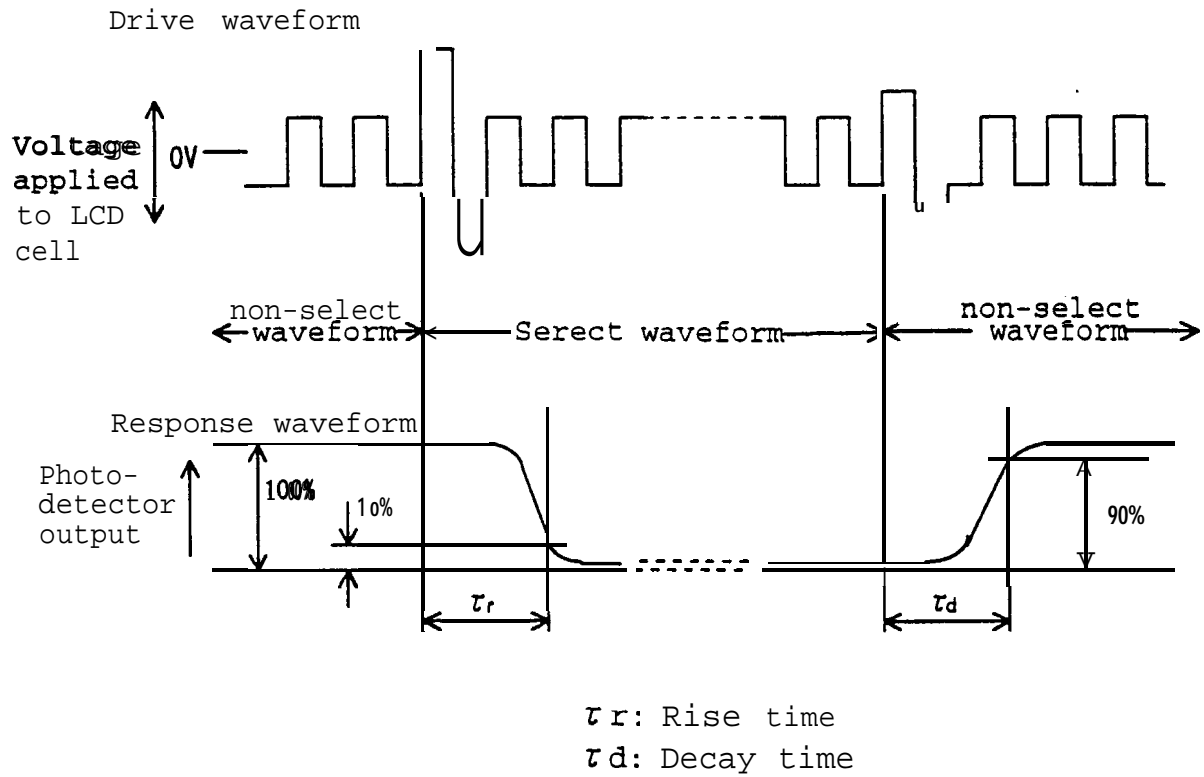 Drive waveform
Voltage
applied
to LCD
cell
0V
u
non-select
waveform
Serect waveform
non-select
waveform
Response waveform
Photo-
detector
output
100%
10%
90%
τr
τd
τr: Rise time
τd: Decay time